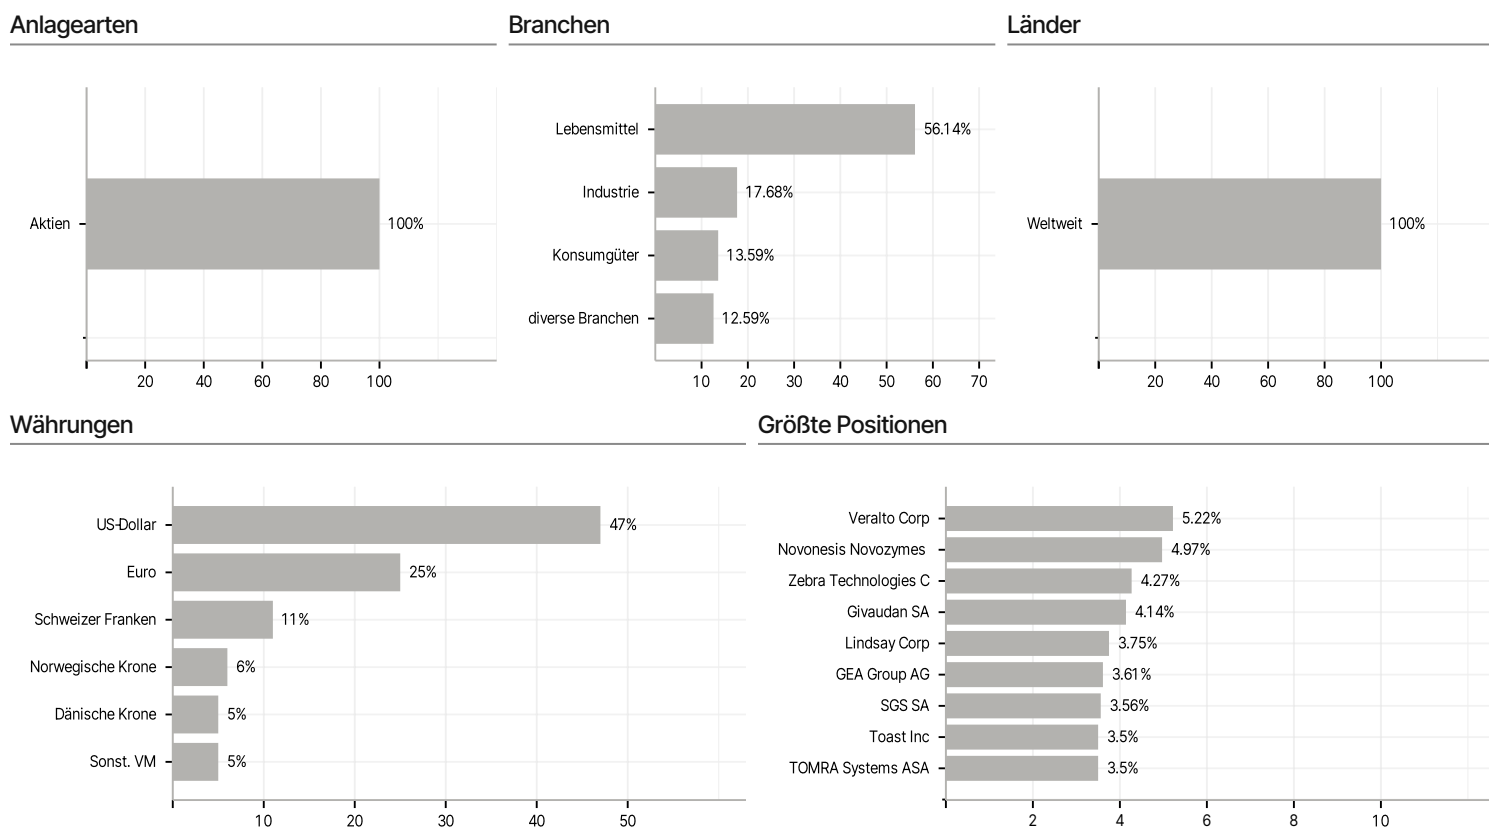 Anlagearten
Aktien
100%
20 40 60 80 100
Branchen
Lebensmittel 56.14%
Industrie 17.68%
Konsumgüter 13.59%
diverse Branchen 12.59%
10 20 30 40 50 60 70
Länder
Weltweit 100%
20 40 60 80 100
Währungen
US-Dollar 47%
Euro 25%
Schweizer Franken 11%
Norwegische Krone 6%
Dänische Krone 5%
Sonst. VM 5%
10 20 30 40 50
Größte Positionen
Veralto Corp 5.22%
Novonesis Novozymes 4.97%
Zebra Technologies C 4.27%
Givaudan SA 4.14%
Lindsay Corp 3.75%
GEA Group AG 3.61%
SGS SA 3.56%
Toast Inc 3.5%
TOMRA Systems ASA 3.5%
2 4 6 8 10